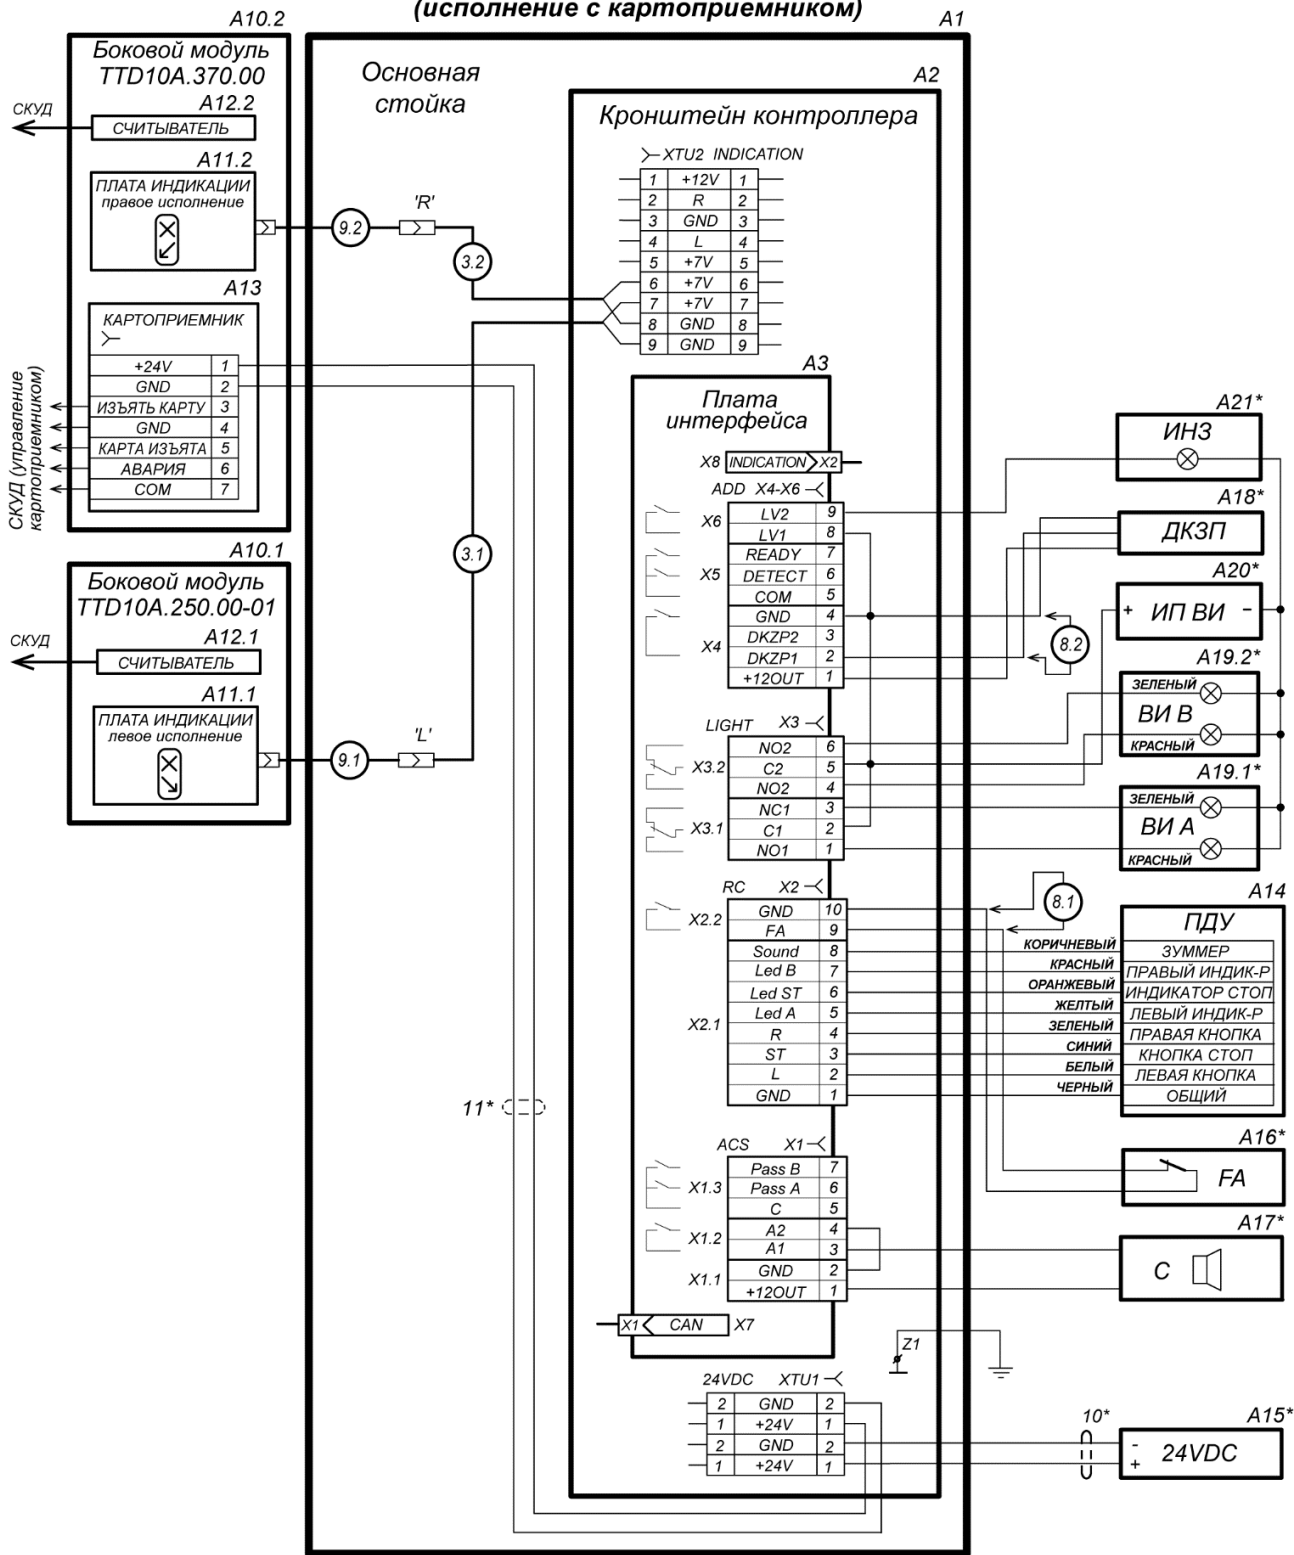 (исполнение с картоприемником)
A10.2
Боковой модуль
TTD10A.370.00
СКУД
A12.2
СЧИТЫВАТЕЛЬ
A11.2
ПЛАТА ИНДИКАЦИИ
правое исполнение
A13
КАРТОПРИЕМНИК
+24V 1
GND 2
ИЗЪЯТЬ КАРТУ 3
GND 4
КАРТА ИЗЪЯТА 5
АВАРИЯ 6
COM 7
СКУД (управление
картоприемником)
A10.1
Боковой модуль
TTD10A.250.00-01
СКУД
A12.1
СЧИТЫВАТЕЛЬ
A11.1
ПЛАТА ИНДИКАЦИИ
левое исполнение
A1
Основная
стойка
9.2
'R'
3.2
3.1
9.1
'L'
11*
A2
Кронштейн контроллера
XTU2 INDICATION
1 +12V 1
2 R 2
3 GND 3
4 L 4
5 +7V 5
6 +7V 6
7 +7V 7
8 GND 8
9 GND 9
A3
Плата
интерфейса
X8 INDICATION X2
ADD X4-X6
X6
LV2 9
LV1 8
X5
READY 7
DETECT 6
COM 5
X4
GND 4
DKZP2 3
DKZP1 2
+12OUT 1
LIGHT X3
X3.2
NO2 6
C2 5
NO2 4
X3.1
NC1 3
C1 2
NO1 1
RC X2
X2.2
GND 10
FA 9
X2.1
Sound 8
Led B 7
Led ST 6
Led A 5
R 4
ST 3
L 2
GND 1
ACS X1
X1.3
Pass B 7
Pass A 6
C 5
X1.2
A2 4
A1 3
X1.1
GND 2
+12OUT 1
X1 CAN X7
Z1
24VDC XTU1
2 GND 2
1 +24V 1
2 GND 2
1 +24V 1
A21*
ИНЗ
A18*
ДКЗП
8.2
A20*
+ ИП ВИ -
A19.2*
ЗЕЛЕНЫЙ
ВИ В
КРАСНЫЙ
A19.1*
ЗЕЛЕНЫЙ
ВИ А
КРАСНЫЙ
8.1
A14
ПДУ
КОРИЧНЕВЫЙ ЗУММЕР
КРАСНЫЙ ПРАВЫЙ ИНДИК-Р
ОРАНЖЕВЫЙ ИНДИКАТОР СТОП
ЖЕЛТЫЙ ЛЕВЫЙ ИНДИК-Р
ЗЕЛЕНЫЙ ПРАВАЯ КНОПКА
СИНИЙ КНОПКА СТОП
БЕЛЫЙ ЛЕВАЯ КНОПКА
ЧЕРНЫЙ ОБЩИЙ
A16*
FA
A17*
C
10*
A15*
- 24VDC
+